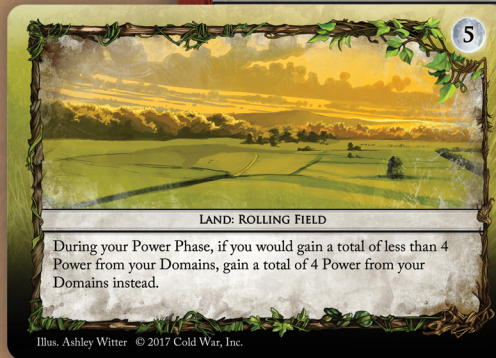 5
LAND: ROLLING FIELD
During your Power Phase, if you would gain a total of less than 4
Power from your Domains, gain a total of 4 Power from your
Domains instead.
Illus. Ashley Witter © 2017 Cold War, Inc.